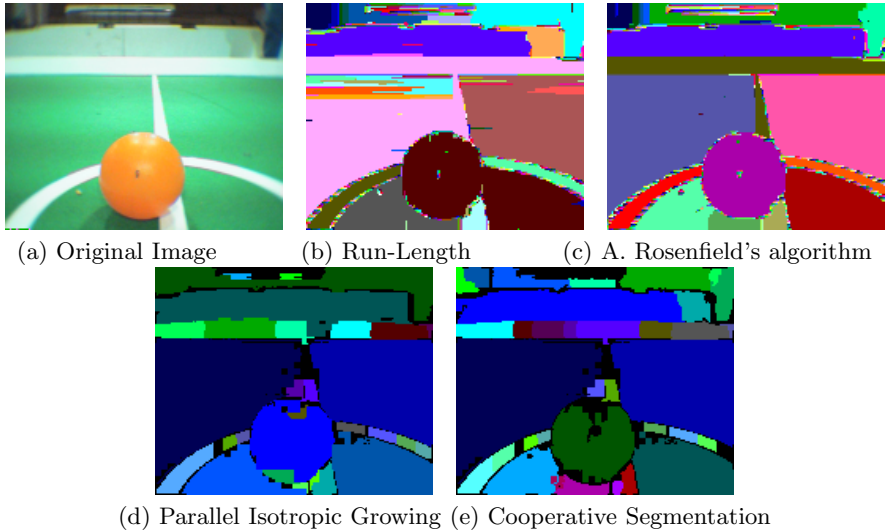 (a) Original Image
(b) Run-Length
(c) A. Rosenfield's algorithm
(d) Parallel Isotropic Growing
(e) Cooperative Segmentation